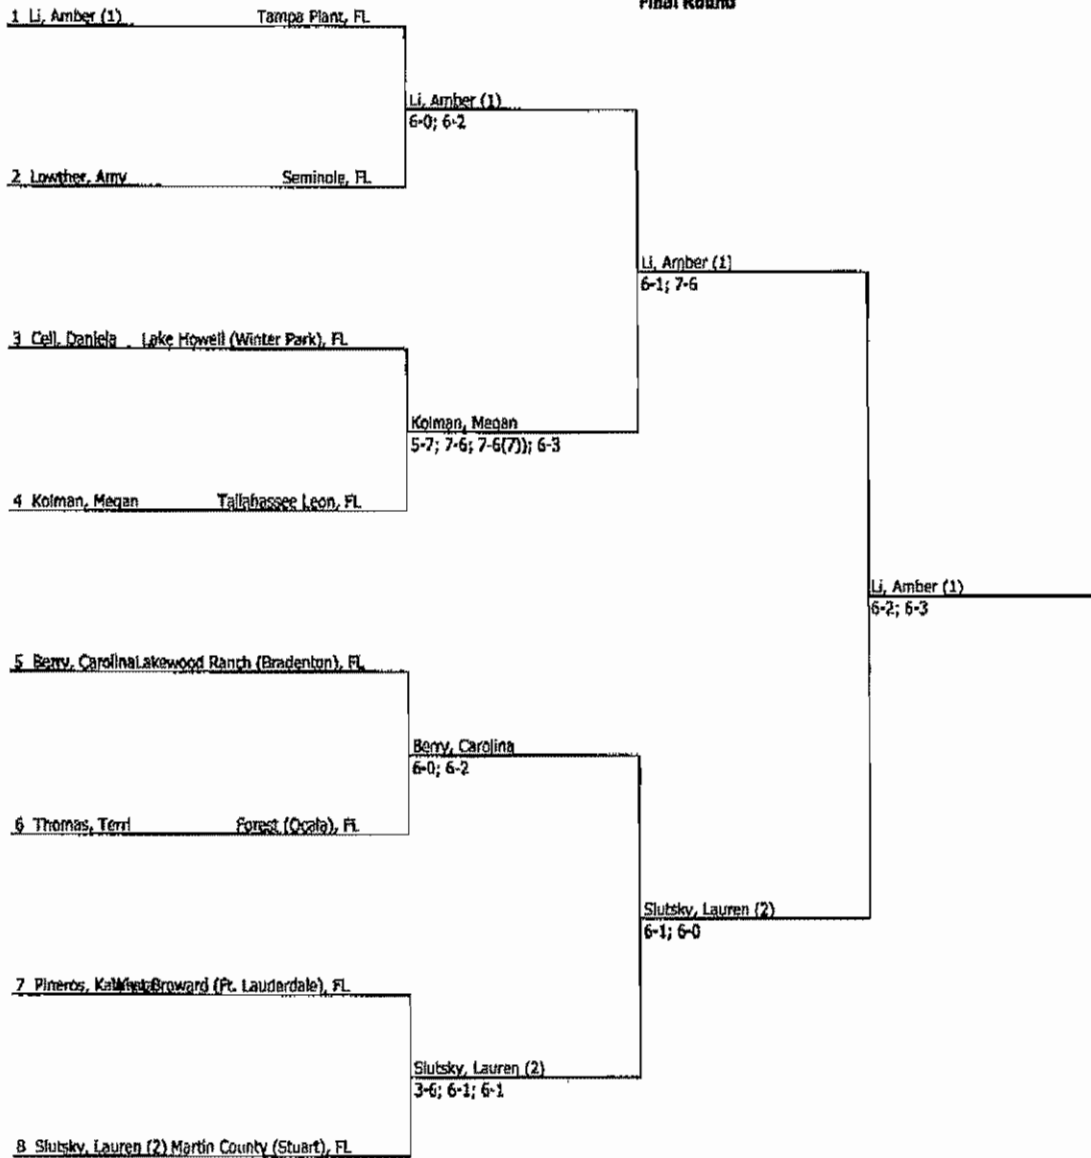 Final Round
1 Li, Amber (1) Tampa Plant, FL
Li, Amber (1)
6-0; 6-2
2 Lowther, Amy Seminole, FL
Li, Amber (1)
6-1; 7-6
3 Cell, Daniela Lake Howell (Winter Park), FL
Kolman, Megan
5-7; 7-6; 7-6(7)); 6-3
4 Kolman, Megan Tallahassee Leon, FL
Li, Amber (1)
6-2; 6-3
5 Berry, Carolina Lakewood Ranch (Bradenton), FL
Berry, Carolina
6-0; 6-2
6 Thomas, Terri Forest (Ocala), FL
Slutsky, Lauren (2)
6-1; 6-0
7 Pineros, Broward (Ft. Lauderdale), FL
Slutsky, Lauren (2)
3-6; 6-1; 6-1
8 Slutsky, Lauren (2) Martin County (Stuart), FL